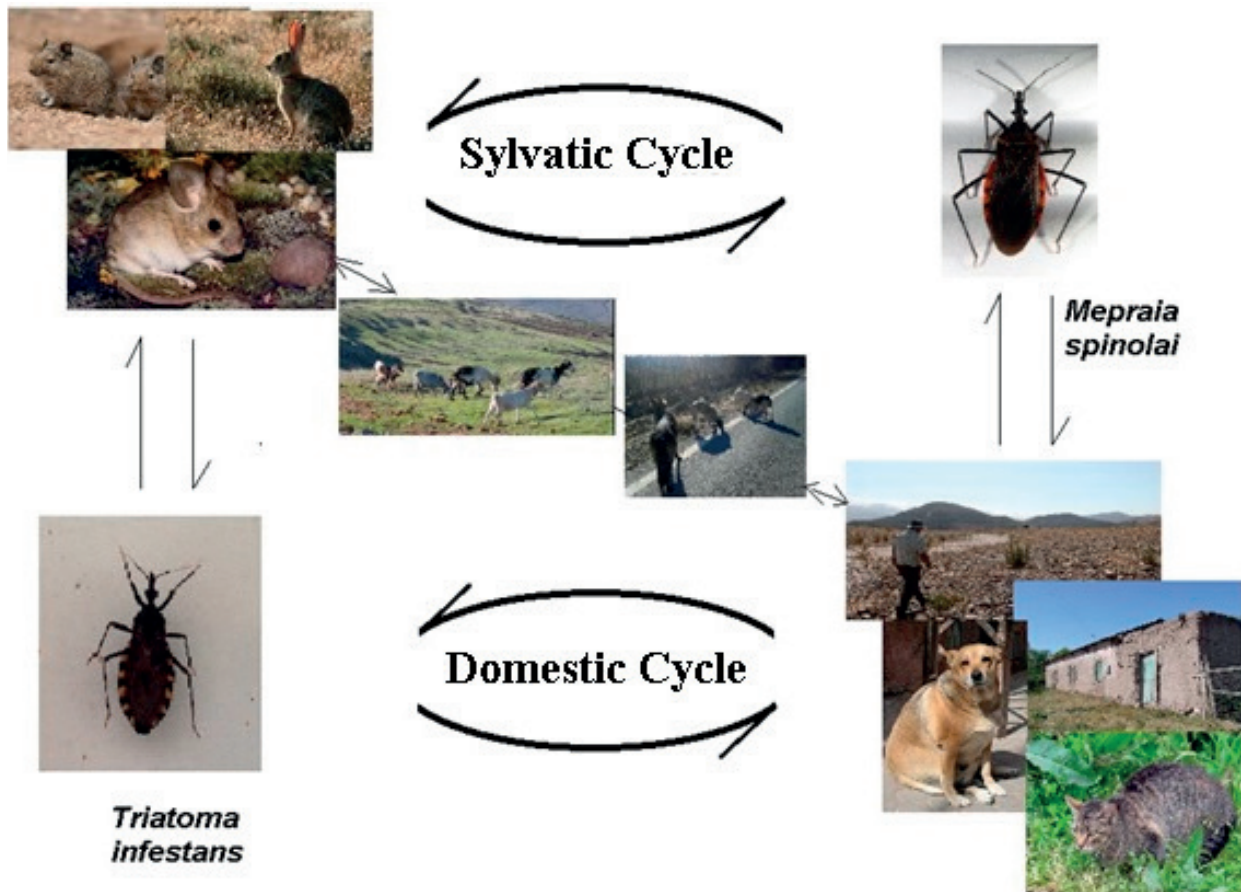 Sylvatic Cycle
Mepraia
spinolai
Domestic Cycle
Triatoma
infestans